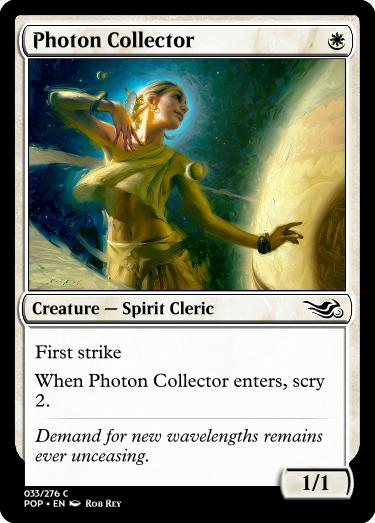 Photon Collector
Creature — Spirit Cleric
First strike
When Photon Collector enters, scry
2.
Demand for new wavelengths remains
ever unceasing.
1/1
033/276 C
POP • EN Rob Rey